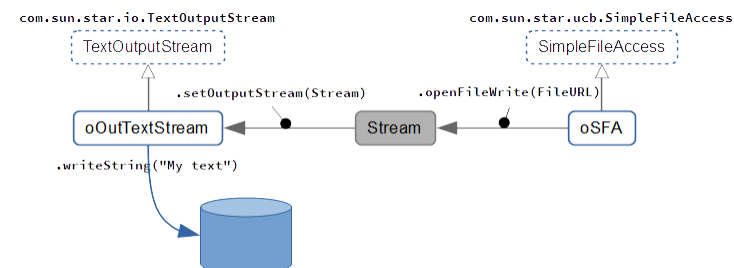 com.sun.star.io.TextOutputStream
com.sun.star.ucb.SimpleFileAccess
TextOutputStream
SimpleFileAccess
.setOutputStream(Stream)
.openFileWrite(FileURL)
oOutTextStream
Stream
oSFA
.writeString("My text")